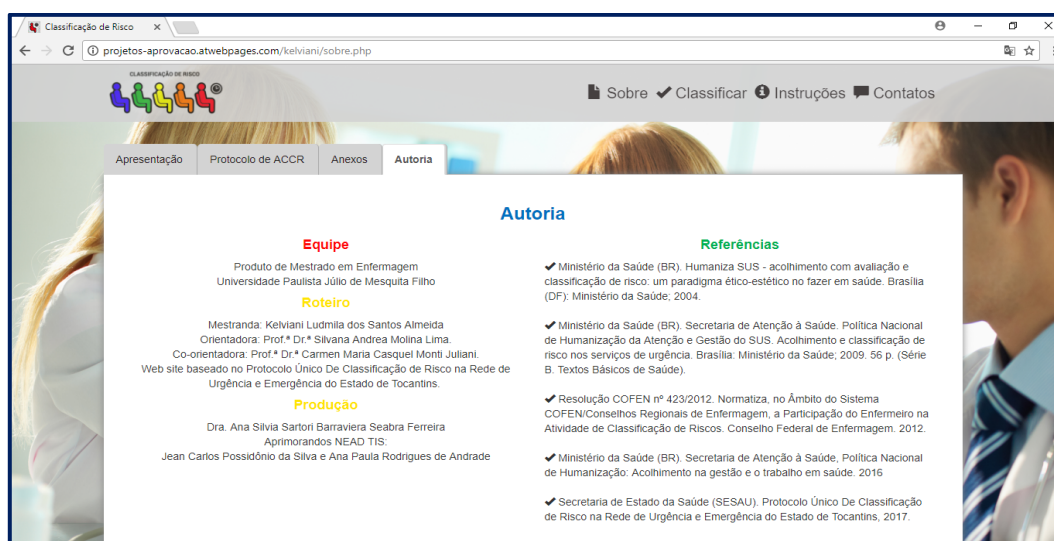 Classificação de Risco
projetos-aprovacao.atwebpages.com/kelviani/sobre.php
CLASSIFICAÇÃO DE RISCO
Sobre Classificar Instruções Contatos
Apresentação Protocolo de ACCR Anexos Autoria
Autoria
Equipe
Produto de Mestrado em Enfermagem
Universidade Paulista Júlio de Mesquita Filho
Roteiro
Mestranda: Kelviani Ludmila dos Santos Almeida
Orientadora: Prof.ª Dr.ª Silvana Andrea Molina Lima.
Co-orientadora: Prof.ª Dr.ª Carmen Maria Casquel Monti Juliani.
Web site baseado no Protocolo Único De Classificação de Risco na Rede de
Urgência e Emergência do Estado de Tocantins.
Produção
Dra. Ana Silvia Sartori Barraviera Seabra Ferreira
Aprimorandos NEAD TIS:
Jean Carlos Possidônio da Silva e Ana Paula Rodrigues de Andrade
Referências
✔ Ministério da Saúde (BR). Humaniza SUS - acolhimento com avaliação e
classificação de risco: um paradigma ético-estético no fazer em saúde. Brasília
(DF): Ministério da Saúde; 2004.
✔ Ministério da Saúde (BR). Secretaria de Atenção à Saúde. Política Nacional
de Humanização da Atenção e Gestão do SUS. Acolhimento e classificação de
risco nos serviços de urgência. Brasília: Ministério da Saúde; 2009. 56 p. (Série
B. Textos Básicos de Saúde).
✔ Resolução COFEN nº 423/2012. Normatiza, no Âmbito do Sistema
COFEN/Conselhos Regionais de Enfermagem, a Participação do Enfermeiro na
Atividade de Classificação de Riscos. Conselho Federal de Enfermagem. 2012.
✔ Ministério da Saúde (BR). Secretaria de Atenção à Saúde, Política Nacional
de Humanização: Acolhimento na gestão e o trabalho em saúde. 2016
✔ Secretaria de Estado da Saúde (SESAU). Protocolo Único De Classificação
de Risco na Rede de Urgência e Emergência do Estado de Tocantins, 2017.